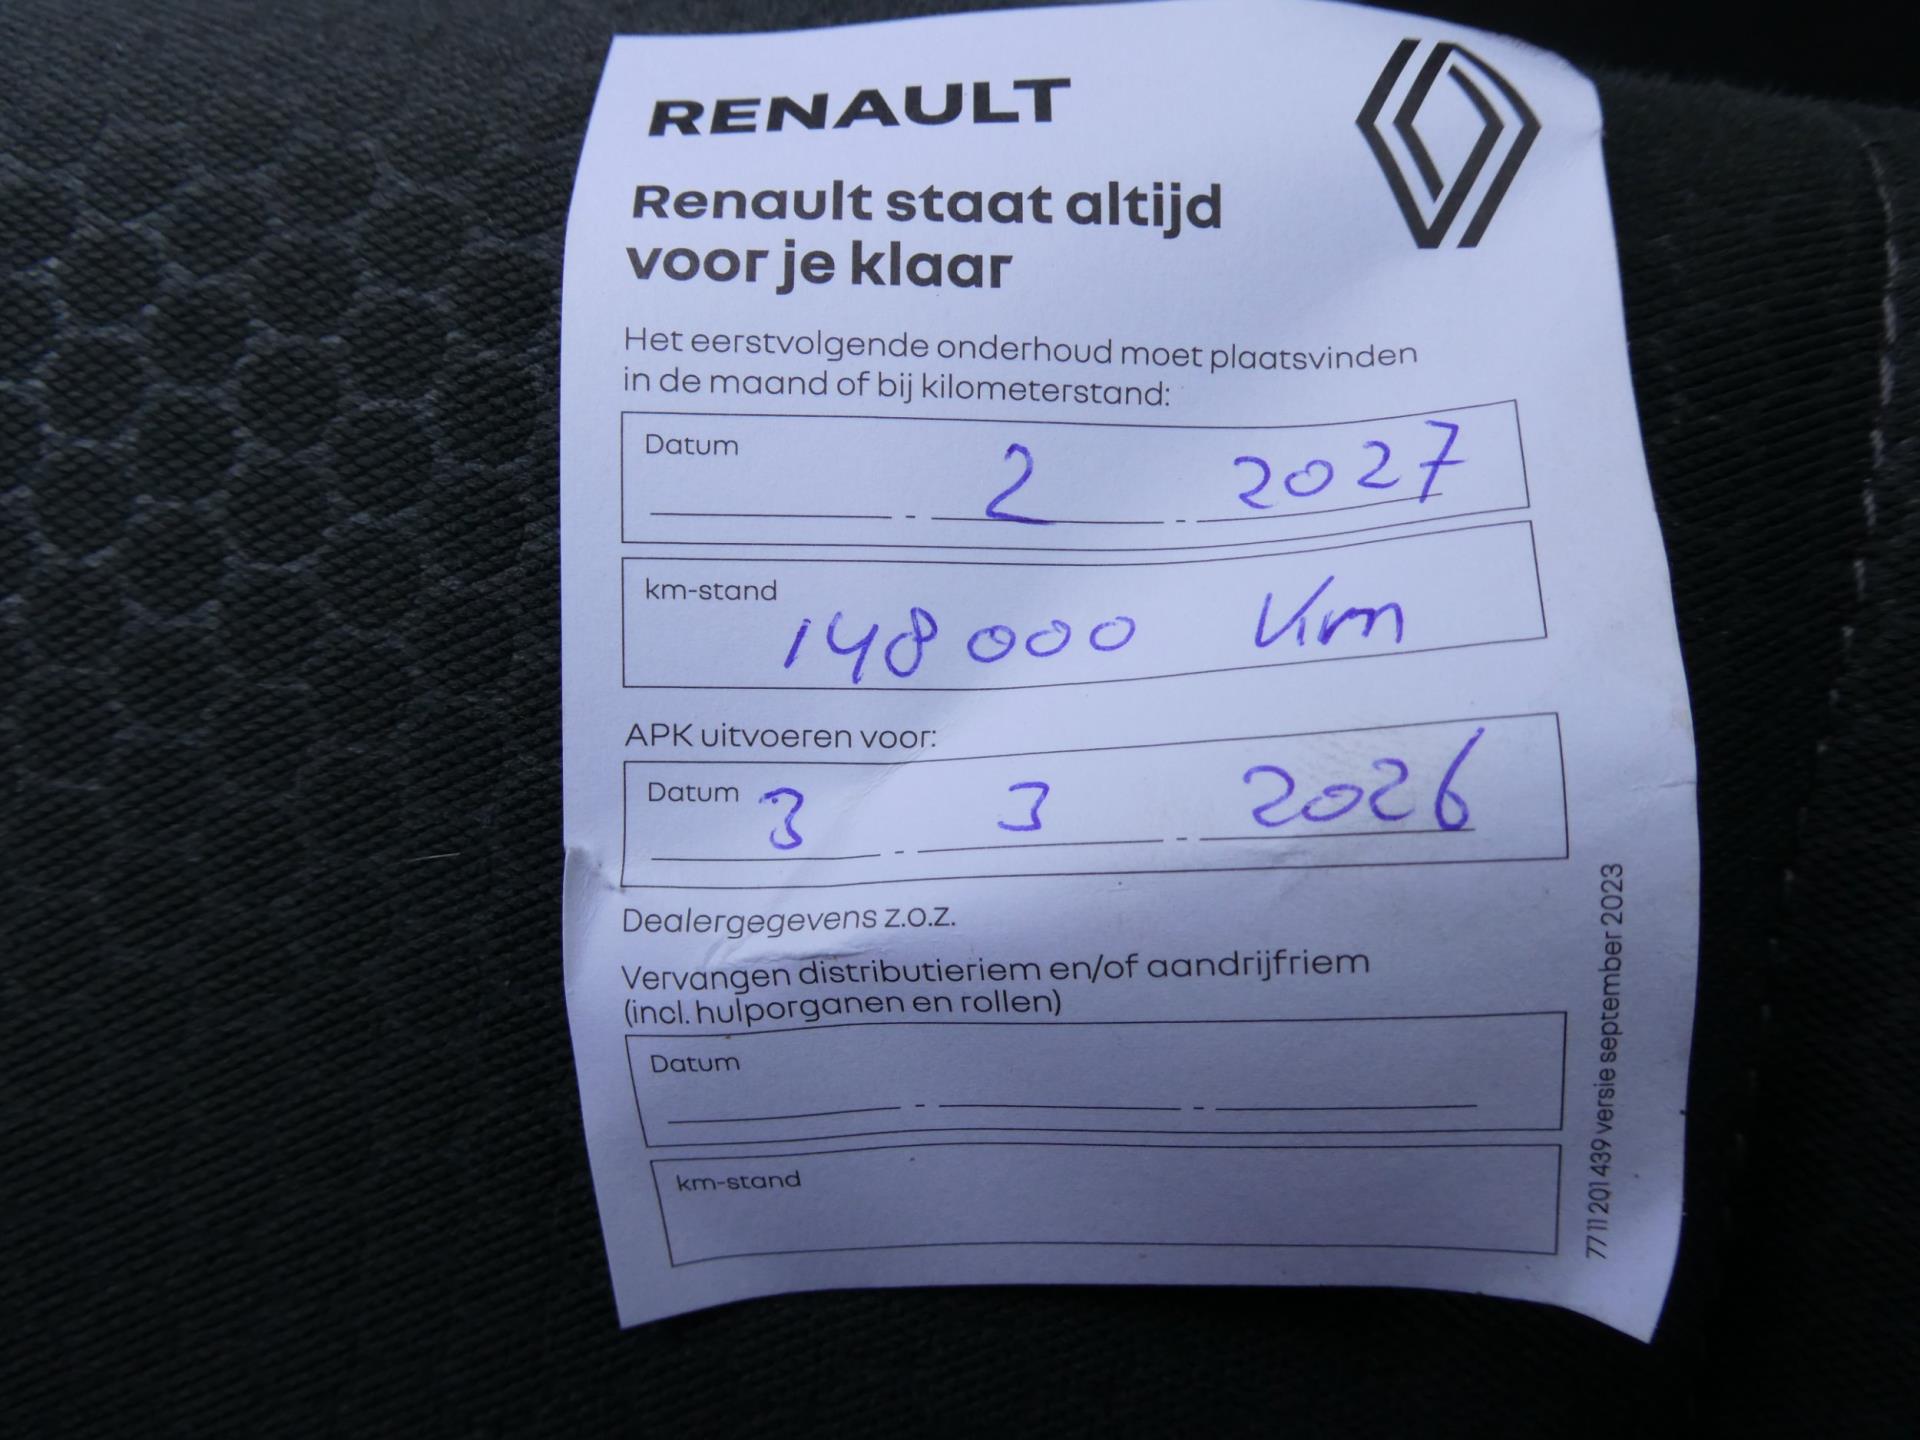 RENAULT
Renault staat altijd
voor je klaar
Het eerstvolgende onderhoud moet plaatsvinden
in de maand of bij kilometerstand:
Datum
2 - 2027
km-stand
148000 Km
APK uitvoeren voor:
Datum
3 - 3 - 2026
Dealergegevens z.o.z.
Vervangen distributieriem en/of aandrijfriem
(incl. hulporganen en rollen)
Datum
km-stand
77 11 201 439 versie september 2023